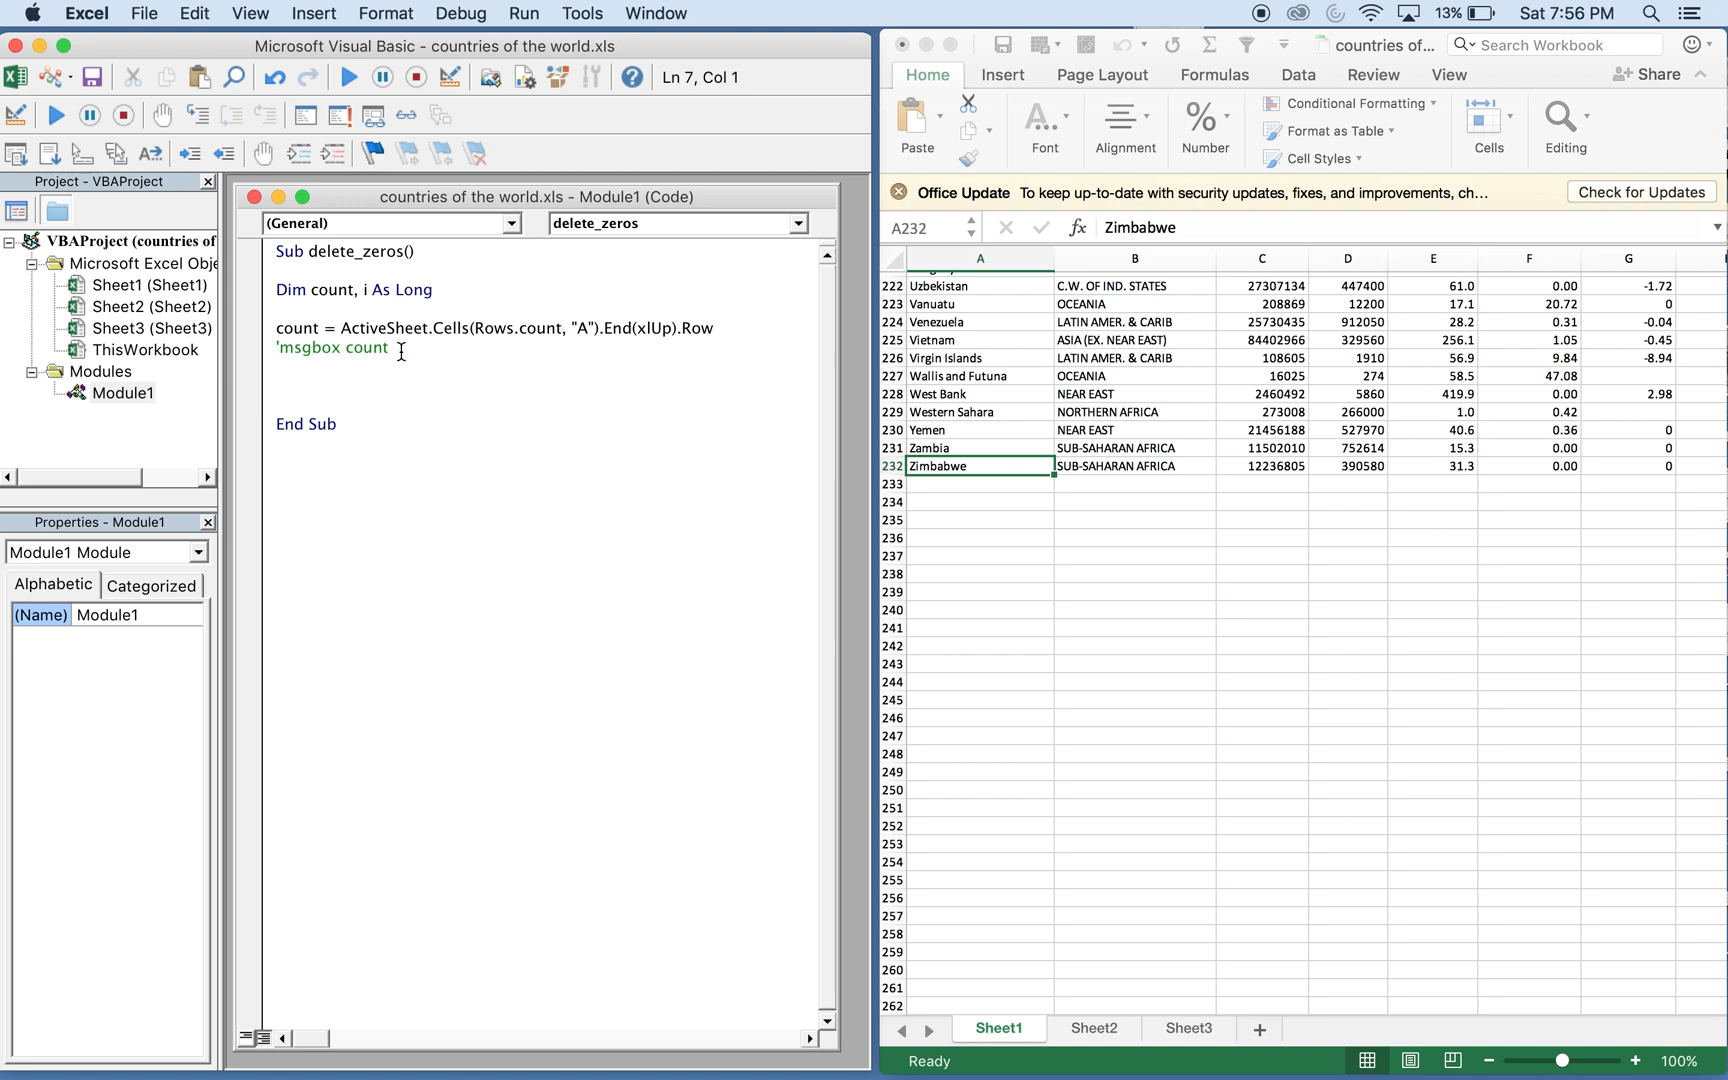 Excel File Edit View Insert Format Debug Run Tools Window 13% Sat 7:56 PM
Microsoft Visual Basic - countries of the world.xls
Ln 7, Col 1
Project - VBAProject
VBAProject (countries of
Microsoft Excel Obje
Sheet1 (Sheet1)
Sheet2 (Sheet2)
Sheet3 (Sheet3)
ThisWorkbook
Modules
Module1
Properties - Module1
Module1 Module
Alphabetic Categorized
(Name) Module1
countries of the world.xls - Module1 (Code)
(General) delete_zeros
Sub delete_zeros()
Dim count, i As Long
count = ActiveSheet.Cells(Rows.count, "A").End(xlUp).Row
'msgbox count
End Sub
countries of... Search Workbook
Home Insert Page Layout Formulas Data Review View Share
Paste Font Alignment Number Conditional Formatting Format as Table Cell Styles Cells Editing
Office Update To keep up-to-date with security updates, fixes, and improvements, ch... Check for Updates
A232 fx Zimbabwe
A B C D E F G
222 Uzbekistan C.W. OF IND. STATES 27307134 447400 61.0 0.00 -1.72
223 Vanuatu OCEANIA 208869 12200 17.1 20.72 0
224 Venezuela LATIN AMER. & CARIB 25730435 912050 28.2 0.31 -0.04
225 Vietnam ASIA (EX. NEAR EAST) 84402966 329560 256.1 1.05 -0.45
226 Virgin Islands LATIN AMER. & CARIB 108605 1910 56.9 9.84 -8.94
227 Wallis and Futuna OCEANIA 16025 274 58.5 47.08
228 West Bank NEAR EAST 2460492 5860 419.9 0.00 2.98
229 Western Sahara NORTHERN AFRICA 273008 266000 1.0 0.42
230 Yemen NEAR EAST 21456188 527970 40.6 0.36 0
231 Zambia SUB-SAHARAN AFRICA 11502010 752614 15.3 0.00 0
232 Zimbabwe SUB-SAHARAN AFRICA 12236805 390580 31.3 0.00 0
233
234
235
236
237
238
239
240
241
242
243
244
245
246
247
248
249
250
251
252
253
254
255
256
257
258
259
260
261
262
Sheet1 Sheet2 Sheet3
Ready 100%